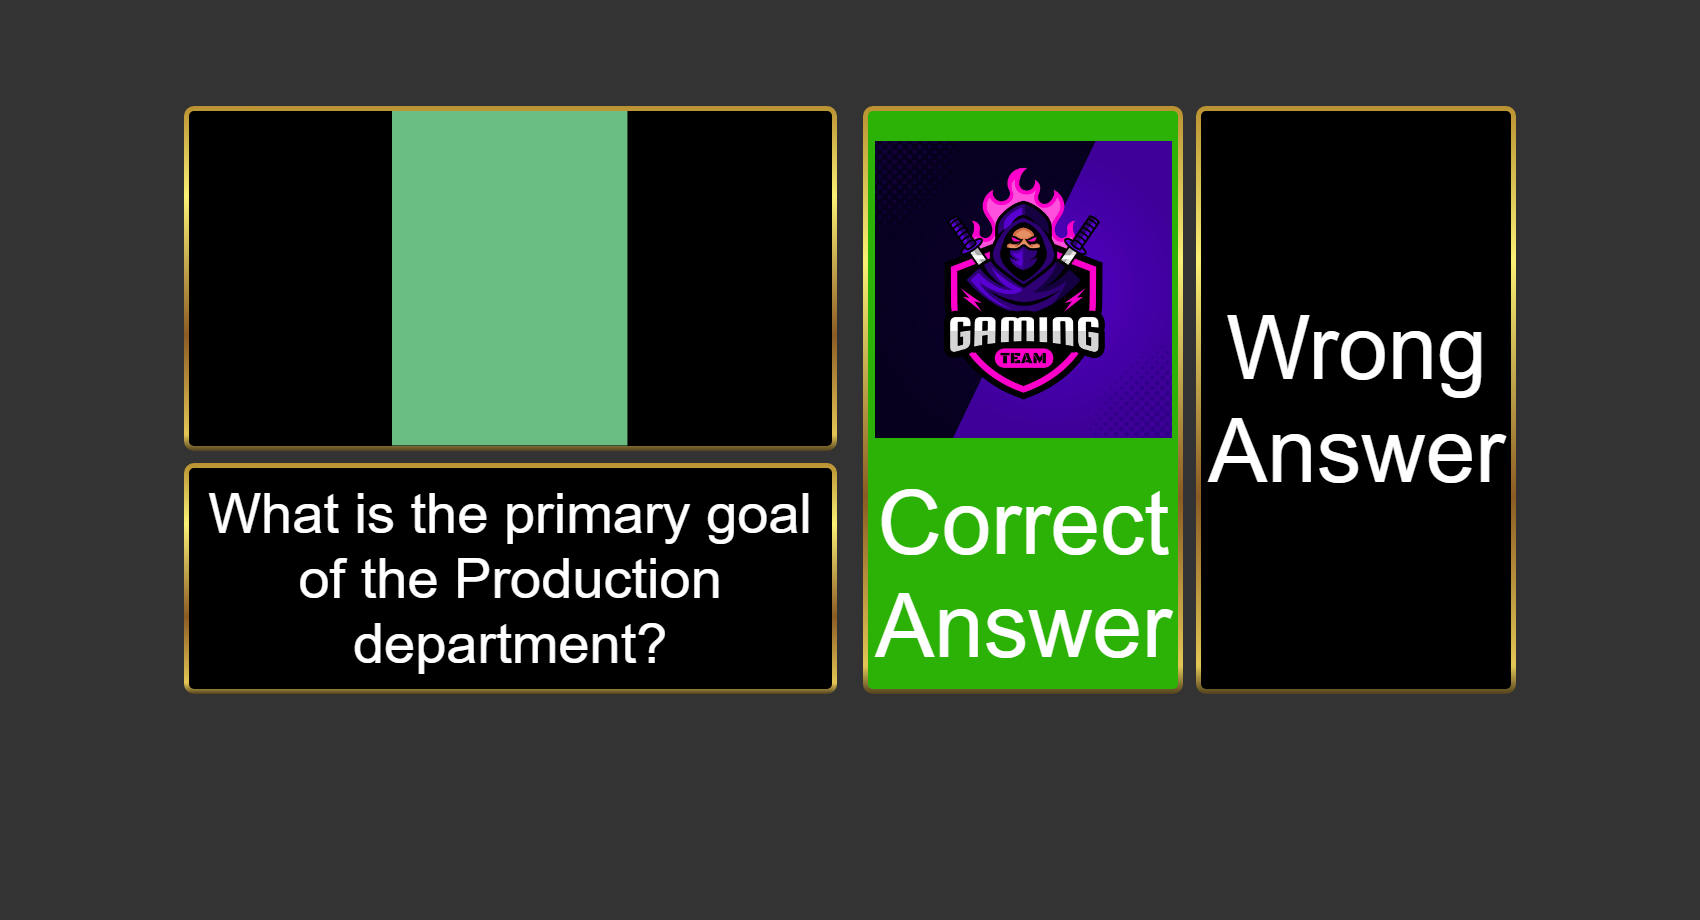 What is the primary goal
of the Production
department?
GAMING
TEAM
Correct
Answer
Wrong
Answer